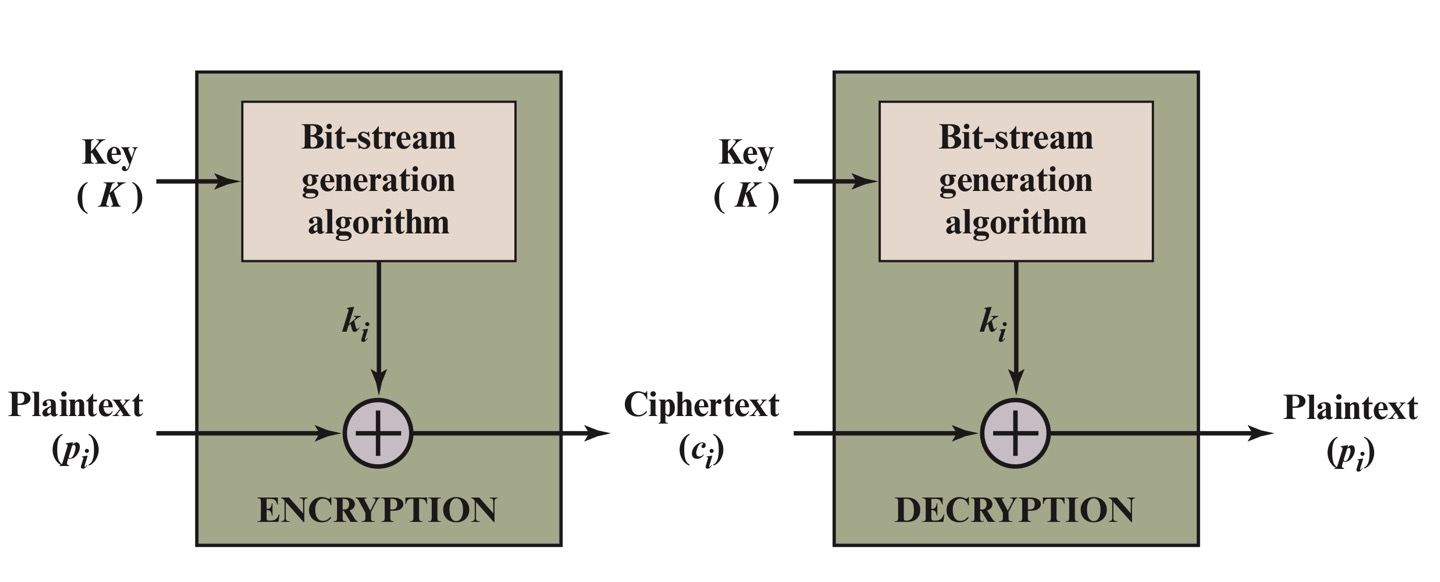 Key
( K )
Bit-stream
generation
algorithm
k_i
Plaintext
(p_i)
ENCRYPTION
Ciphertext
(c_i)
Key
( K )
Bit-stream
generation
algorithm
k_i
DECRYPTION
Plaintext
(p_i)